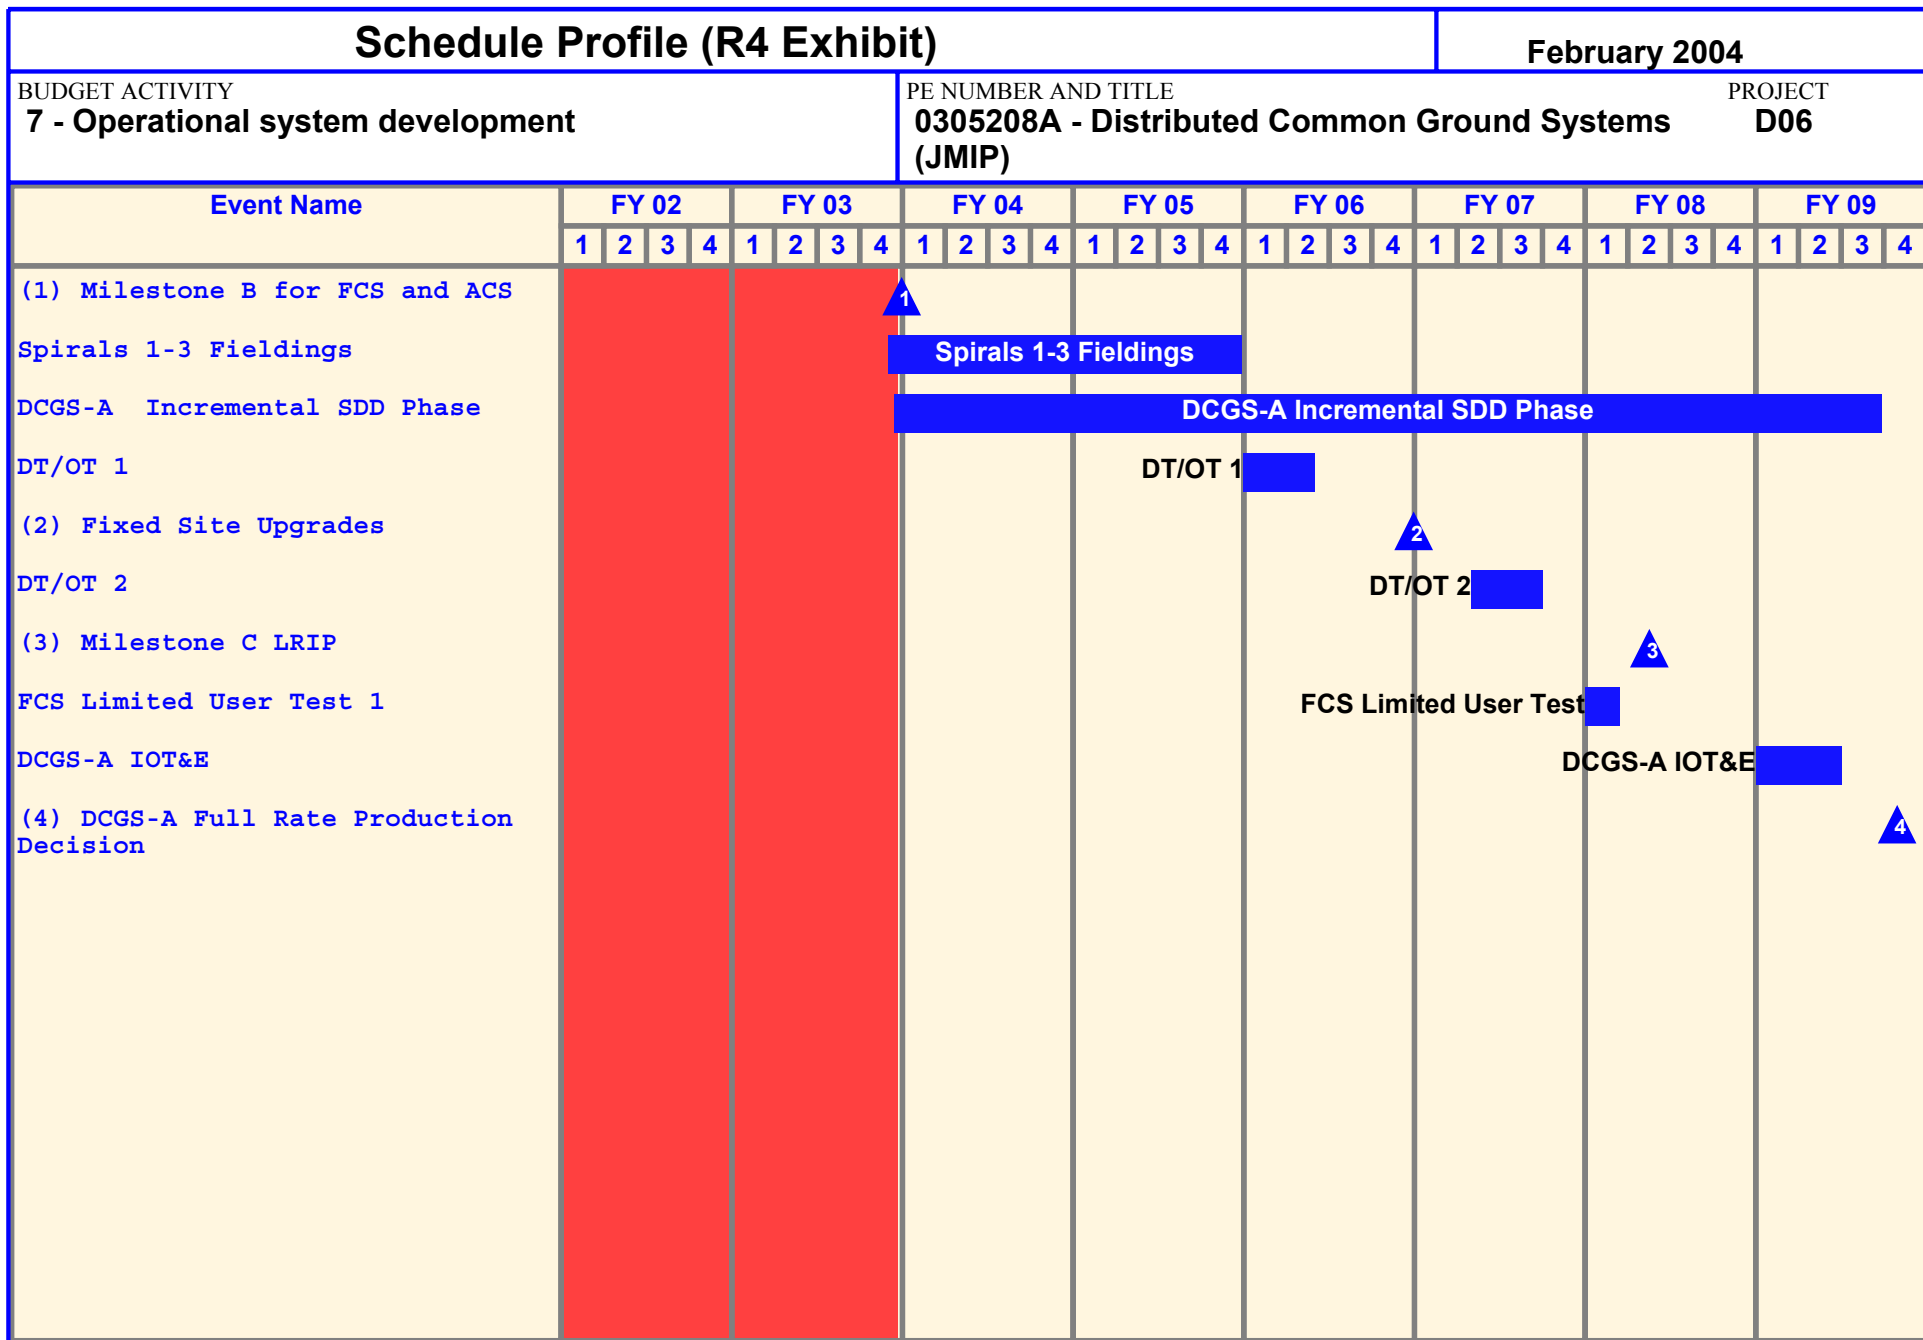 Schedule Profile (R4 Exhibit)
February 2004
BUDGET ACTIVITY
7 - Operational system development
PE NUMBER AND TITLE
0305208A - Distributed Common Ground Systems
(JMIP)
PROJECT
D06
Event Name FY 02 FY 03 FY 04 FY 05 FY 06 FY 07 FY 08 FY 09
1 2 3 4 1 2 3 4 1 2 3 4 1 2 3 4 1 2 3 4 1 2 3 4 1 2 3 4 1 2 3 4
(1) Milestone B for FCS and ACS 1
Spirals 1-3 Fieldings Spirals 1-3 Fieldings
DCGS-A  Incremental SDD Phase DCGS-A Incremental SDD Phase
DT/OT 1 DT/OT 1
(2) Fixed Site Upgrades 2
DT/OT 2 DT/OT 2
(3) Milestone C LRIP 3
FCS Limited User Test 1 FCS Limited User Test
DCGS-A IOT&E DCGS-A IOT&E
(4) DCGS-A Full Rate Production 4
Decision